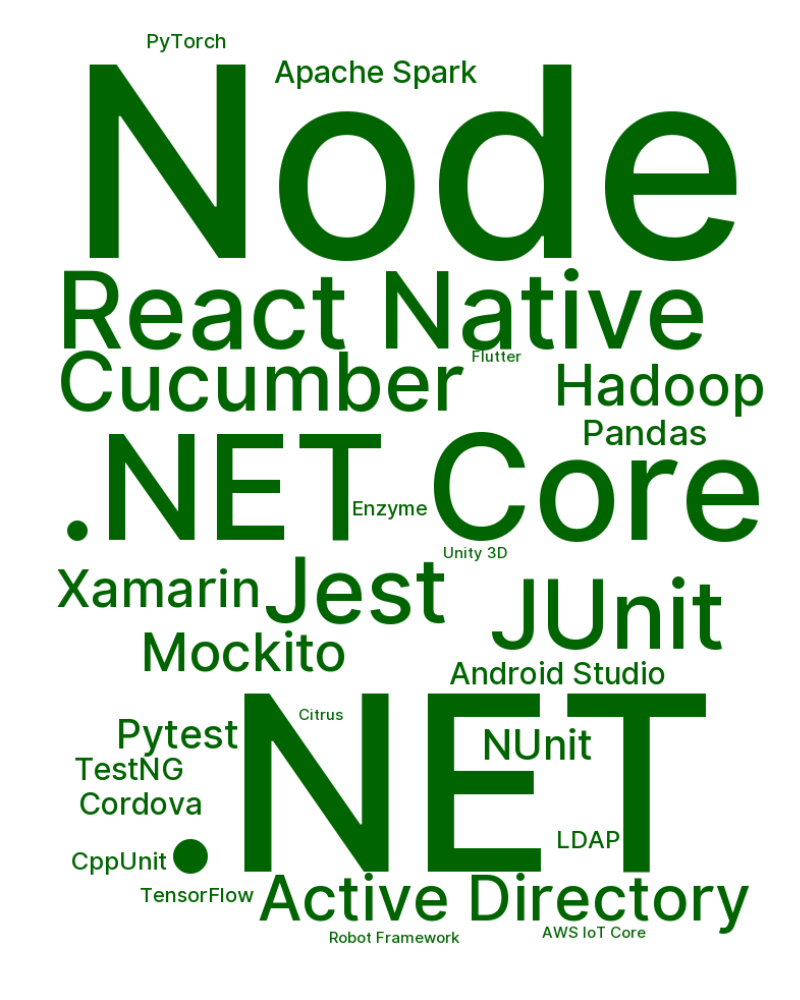 PyTorch
Apache Spark
Node
React Native
Flutter
Cucumber
Hadoop
Pandas
.NET Core
Enzyme
Unity 3D
Xamarin
Jest
JUnit
Mockito
Android Studio
Citrus
Pytest
NUnit
TestNG
Cordova
.NET
LDAP
CppUnit
TensorFlow
Active Directory
Robot Framework
AWS IoT Core